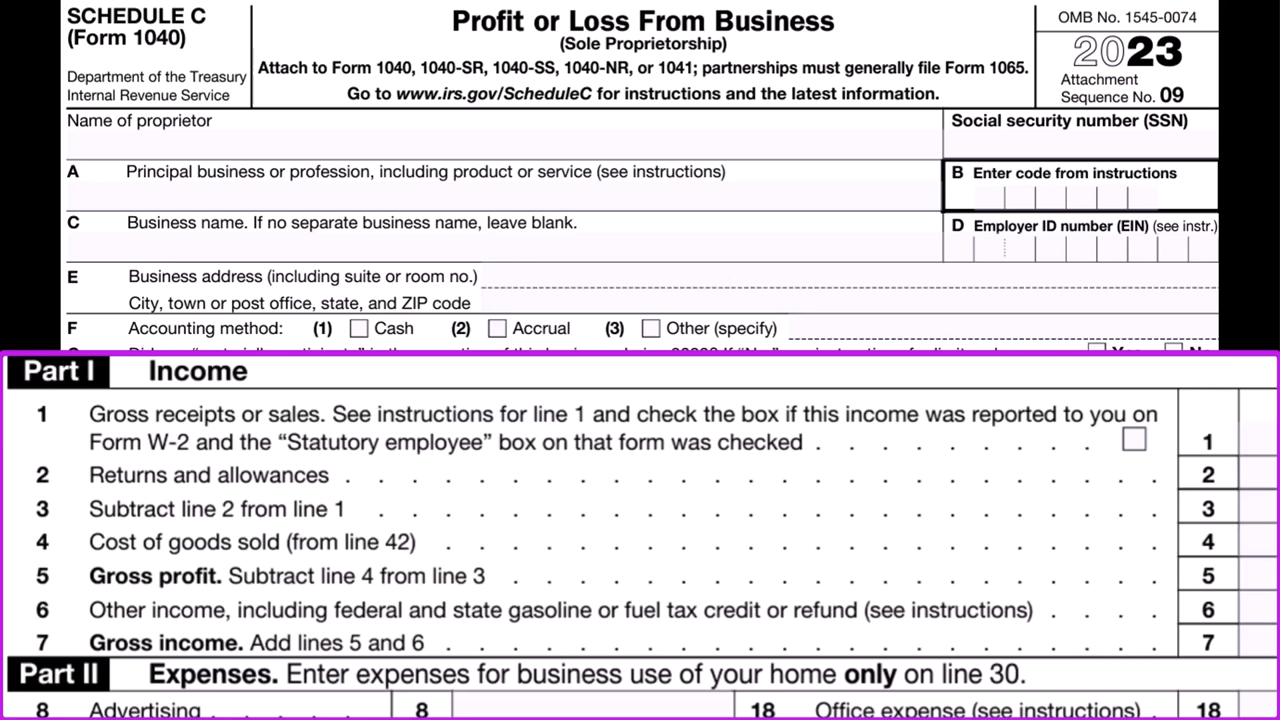 SCHEDULE C
(Form 1040)
Department of the Treasury
Internal Revenue Service
Profit or Loss From Business
(Sole Proprietorship)
Attach to Form 1040, 1040-SR, 1040-SS, 1040-NR, or 1041; partnerships must generally file Form 1065.
Go to www.irs.gov/ScheduleC for instructions and the latest information.
OMB No. 1545-0074
2023
Attachment
Sequence No. 09
Name of proprietor
Social security number (SSN)
A Principal business or profession, including product or service (see instructions)
B Enter code from instructions
C Business name. If no separate business name, leave blank.
D Employer ID number (EIN) (see instr.)
E Business address (including suite or room no.)
City, town or post office, state, and ZIP code
F Accounting method: (1) Cash (2) Accrual (3) Other (specify)
Part I Income
1 Gross receipts or sales. See instructions for line 1 and check the box if this income was reported to you on
Form W-2 and the “Statutory employee” box on that form was checked . . . . . . . . . 1
2 Returns and allowances . . . . . . . . . . . . . . . . . . . . . . . . . 2
3 Subtract line 2 from line 1 . . . . . . . . . . . . . . . . . . . . . . . . 3
4 Cost of goods sold (from line 42) . . . . . . . . . . . . . . . . . . . . . . 4
5 Gross profit. Subtract line 4 from line 3 . . . . . . . . . . . . . . . . . . . . 5
6 Other income, including federal and state gasoline or fuel tax credit or refund (see instructions) . . . . 6
7 Gross income. Add lines 5 and 6 . . . . . . . . . . . . . . . . . . . . . . 7
Part II Expenses. Enter expenses for business use of your home only on line 30.
8 Advertising . . . . . 8
18 Office expense (see instructions) . 18